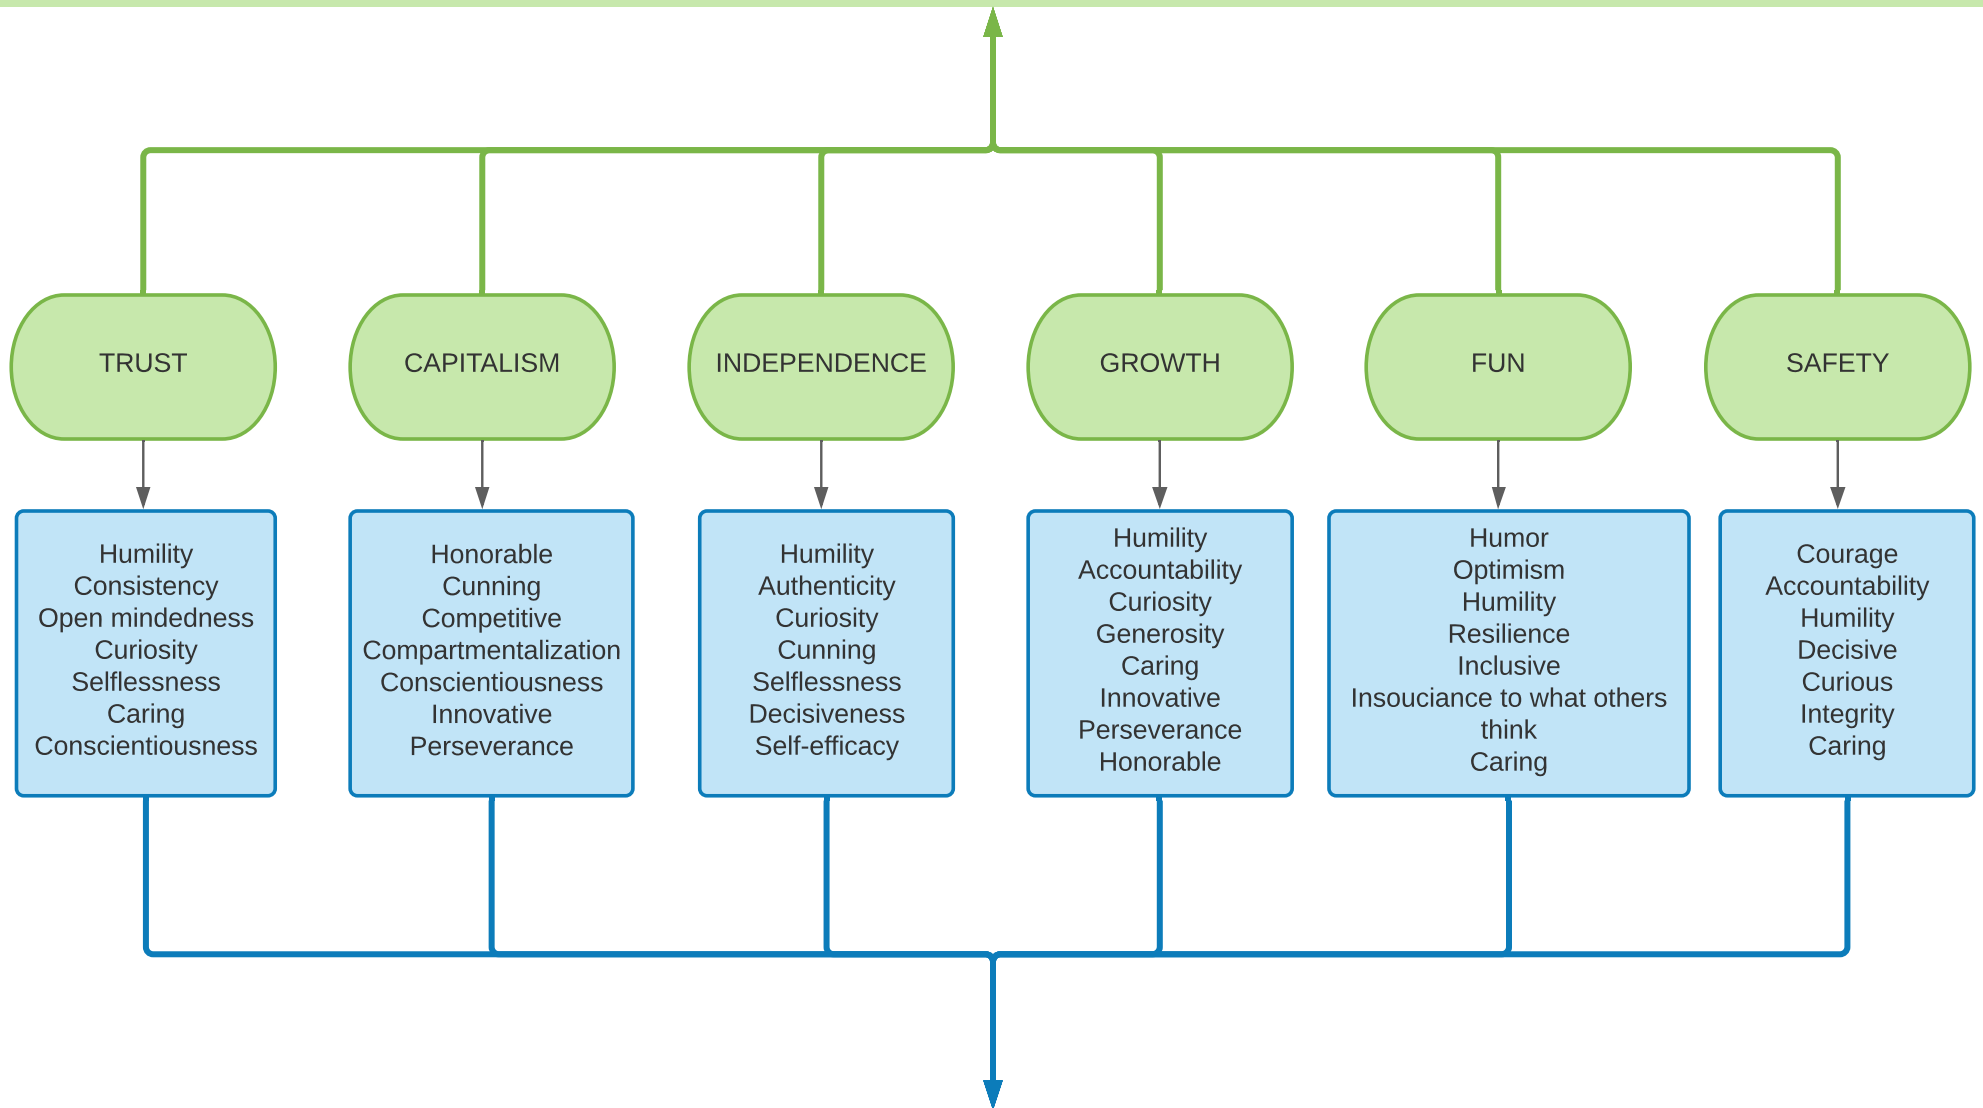 TRUST
CAPITALISM
INDEPENDENCE
GROWTH
FUN
SAFETY
Humility
Consistency
Open mindedness
Curiosity
Selflessness
Caring
Conscientiousness
Honorable
Cunning
Competitive
Compartmentalization
Conscientiousness
Innovative
Perseverance
Humility
Authenticity
Curiosity
Cunning
Selflessness
Decisiveness
Self-efficacy
Humility
Accountability
Curiosity
Generosity
Caring
Innovative
Perseverance
Honorable
Humor
Optimism
Humility
Resilience
Inclusive
Insouciance to what others
think
Caring
Courage
Accountability
Humility
Decisive
Curious
Integrity
Caring